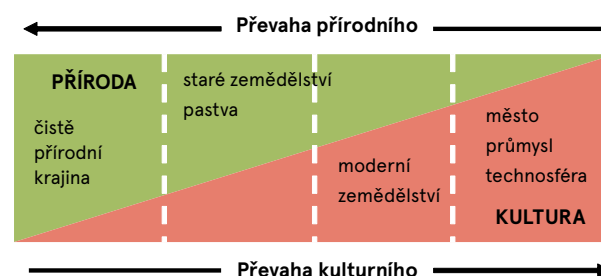 Převaha přírodního
PŘÍRODA
čistě
přírodní
krajina
staré zemědělství
pastva
moderní
zemědělství
město
průmysl
technosféra
KULTURA
Převaha kulturního